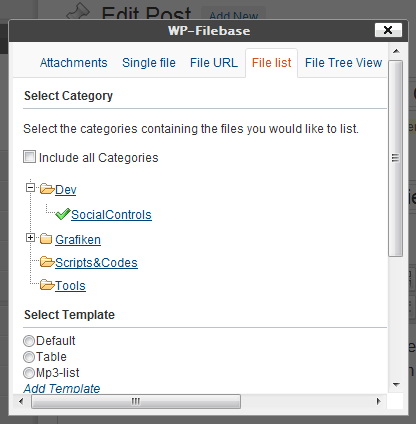 Edit Post Add New
WP-Filebase
Attachments Single file File URL File list File Tree View
Select Category
Select the categories containing the files you would like to list.
Include all Categories
Dev
SocialControls
Grafiken
Scripts&Codes
Tools
Select Template
Default
Table
Mp3-list
Add Template